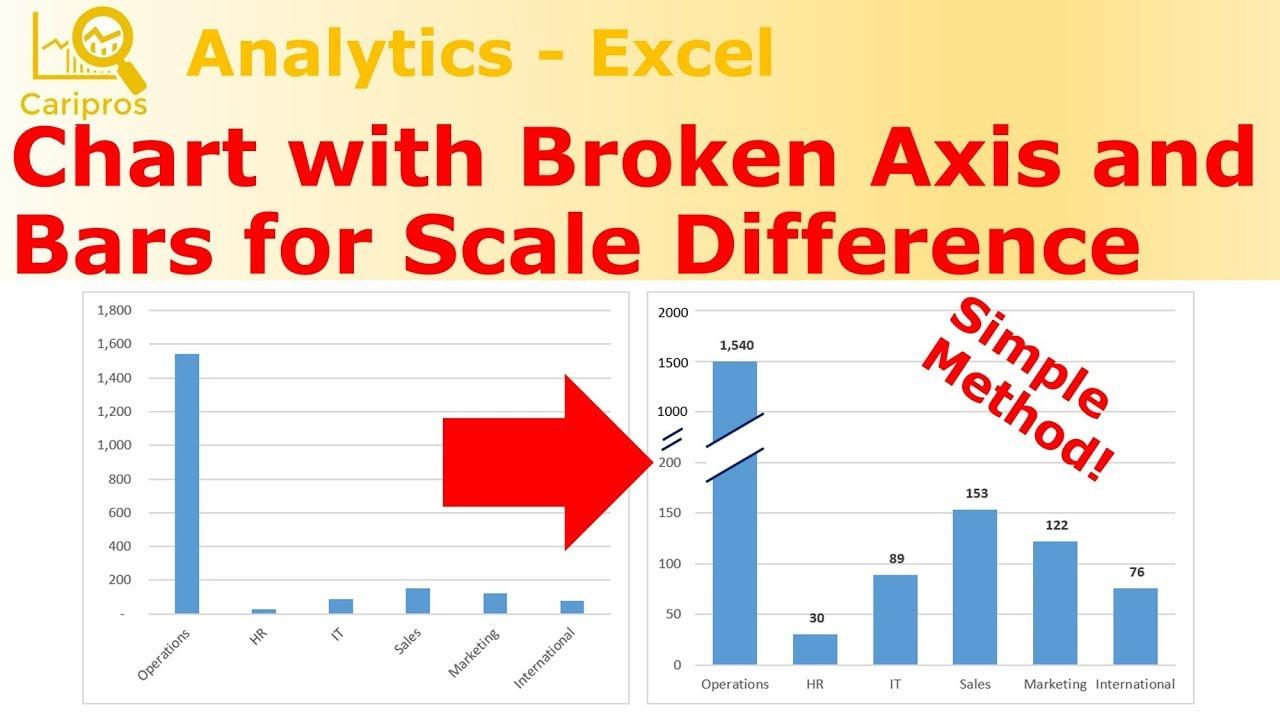 Caripros
Analytics - Excel
Chart with Broken Axis and
Bars for Scale Difference
1,800
1,600
1,400
1,200
1,000
800
600
400
200
-
Operations
HR
IT
Sales
Marketing
International
Simple
Method!
2000
1500
1000
200
150
100
50
0
1,540
30
89
153
122
76
Operations HR IT Sales Marketing International